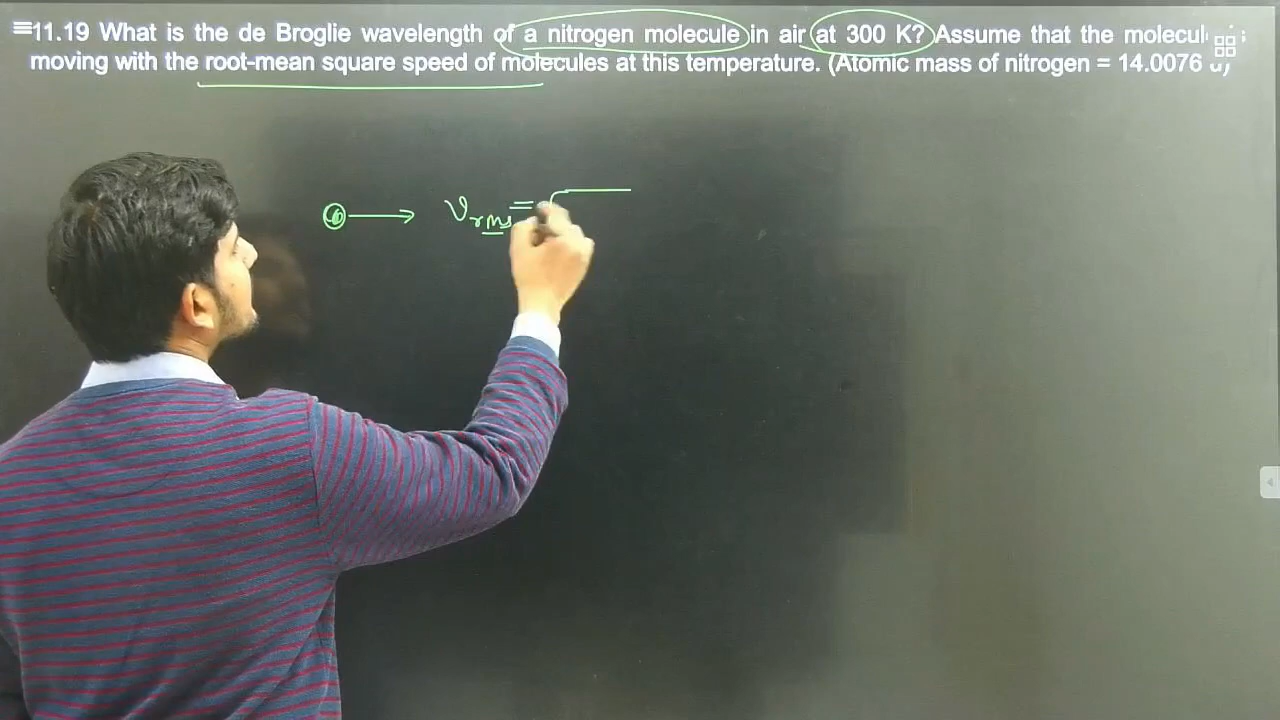 11.19 What is the de Broglie wavelength of a nitrogen molecule in air at 300 K? Assume that the molecul
moving with the root-mean square speed of molecules at this temperature. (Atomic mass of nitrogen = 14.0076 u)
v rms =